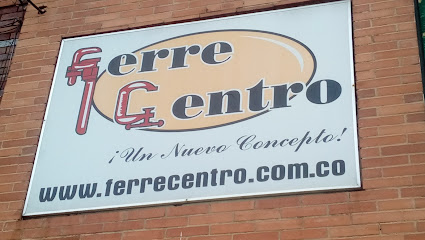 Ferre
Centro
¡Un Nuevo Concepto!
www.ferrecentro.com.co